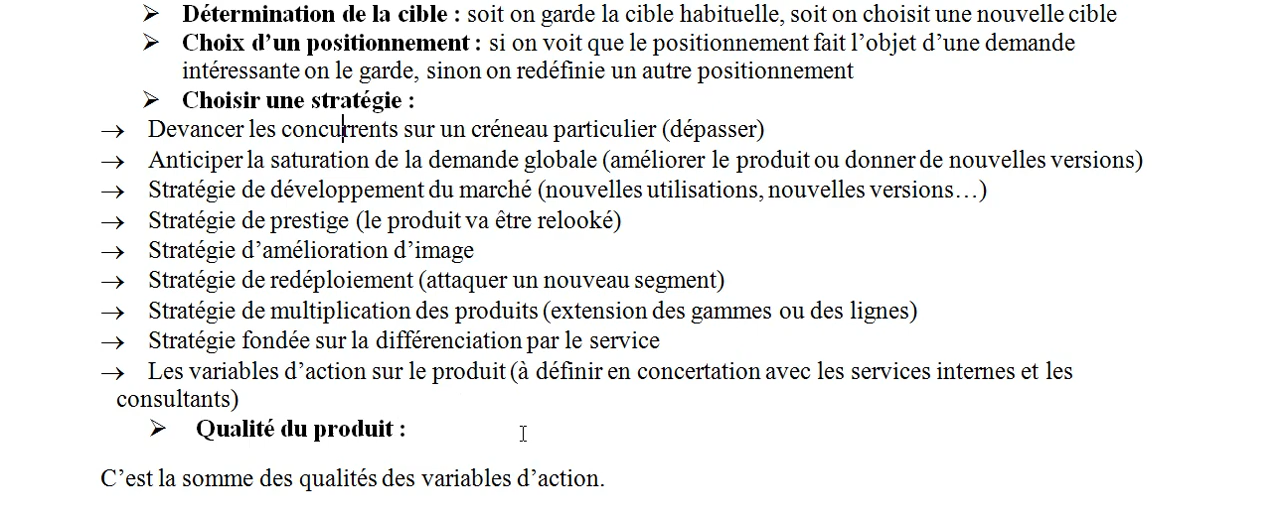 ➢ Détermination de la cible : soit on garde la cible habituelle, soit on choisit une nouvelle cible
➢ Choix d’un positionnement : si on voit que le positionnement fait l’objet d’une demande
intéressante on le garde, sinon on redéfinie un autre positionnement
➢ Choisir une stratégie :
→ Devancer les concurrents sur un créneau particulier (dépasser)
→ Anticiper la saturation de la demande globale (améliorer le produit ou donner de nouvelles versions)
→ Stratégie de développement du marché (nouvelles utilisations, nouvelles versions…)
→ Stratégie de prestige (le produit va être relooké)
→ Stratégie d’amélioration d’image
→ Stratégie de redéploiement (attaquer un nouveau segment)
→ Stratégie de multiplication des produits (extension des gammes ou des lignes)
→ Stratégie fondée sur la différenciation par le service
→ Les variables d’action sur le produit (à définir en concertation avec les services internes et les
consultants)
➢ Qualité du produit :
C’est la somme des qualités des variables d’action.